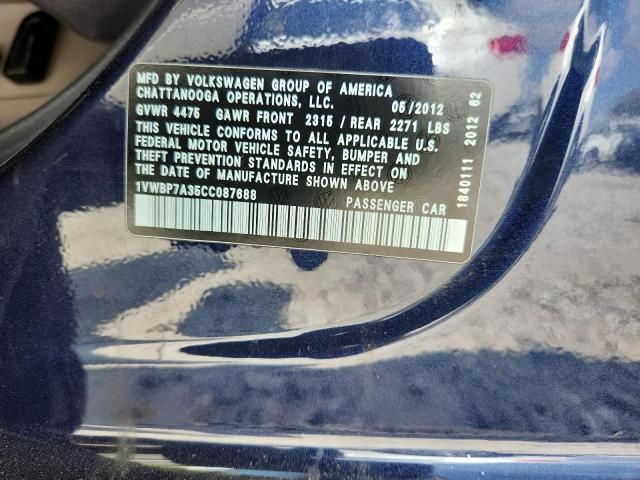 MFD BY VOLKSWAGEN GROUP OF AMERICA
CHATTANOOGA OPERATIONS, LLC. 06/2012
GVWR 4475 GAWR FRONT 2315 / REAR 2271 LBS
THIS VEHICLE CONFORMS TO ALL APPLICABLE U.S.
FEDERAL MOTOR VEHICLE SAFETY, BUMPER AND
THEFT PREVENTION STANDARDS IN EFFECT ON
THE DATE OF MANUFACTURE SHOWN ABOVE
1VWBP7A35CC087688
PASSENGER CAR
1840111 2012 62